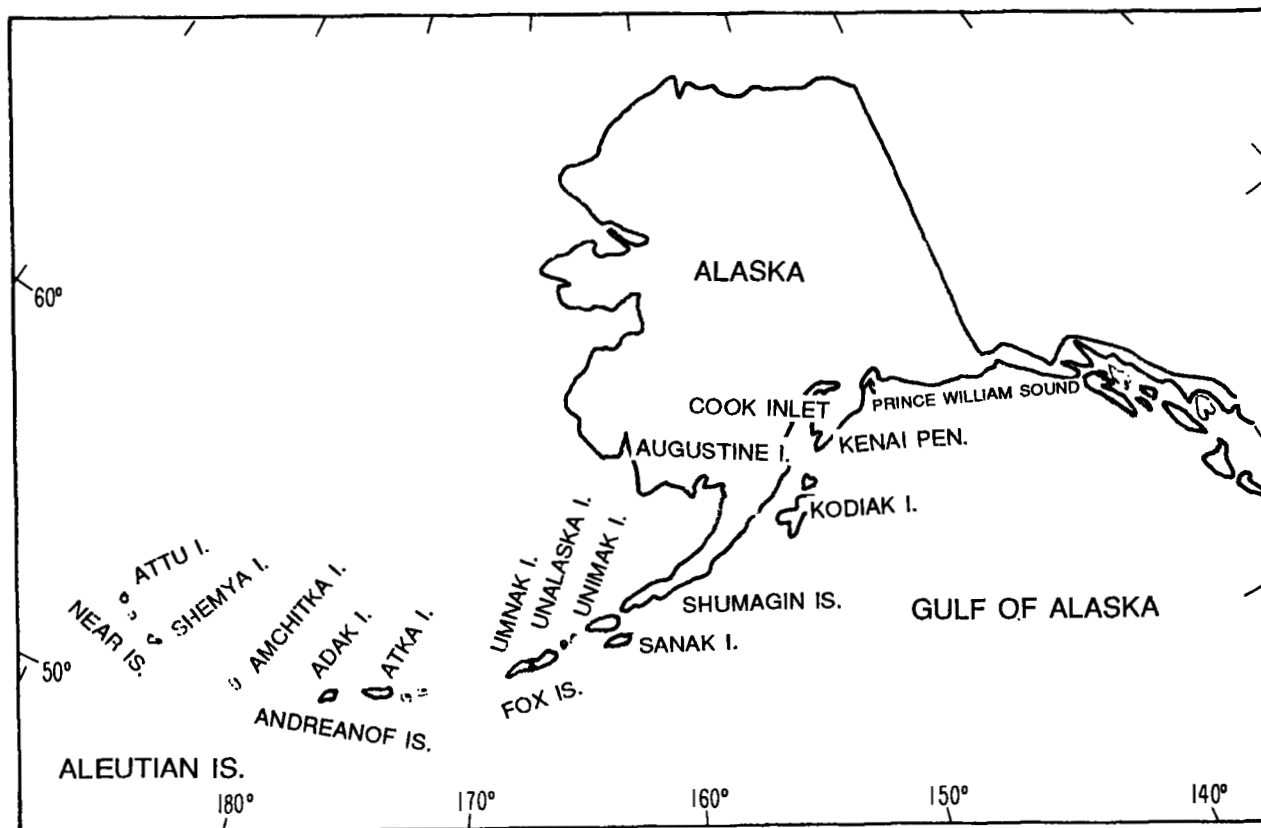 ALASKA
60°
COOK INLET
PRINCE WILLIAM SOUND
AUGUSTINE I.
KENAI PEN.
KODIAK I.
ATTU I.
SHEMYA I.
NEAR IS.
AMCHITKA I.
ADAK I.
ATKA I.
UMNAK I.
UNALASKA I.
UNIMAK I.
SHUMAGIN IS.
GULF OF ALASKA
SANAK I.
50°
FOX IS.
ANDREANOF IS.
ALEUTIAN IS.
180°
170°
160°
150°
140°